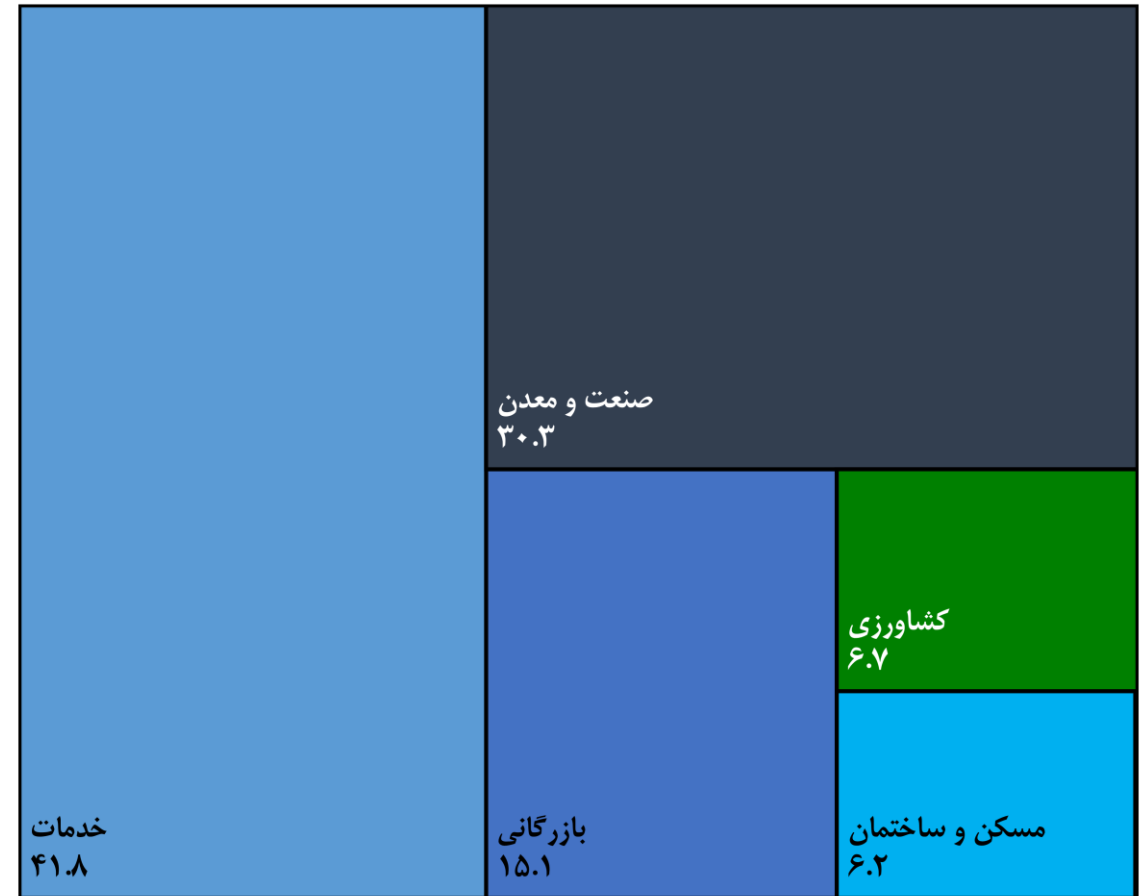 صنعت و معدن
۳۰.۳
کشاورزی
۶.۷
خدمات
۴۱.۸
بازرگانی
۱۵.۱
مسکن و ساختمان
۶.۲